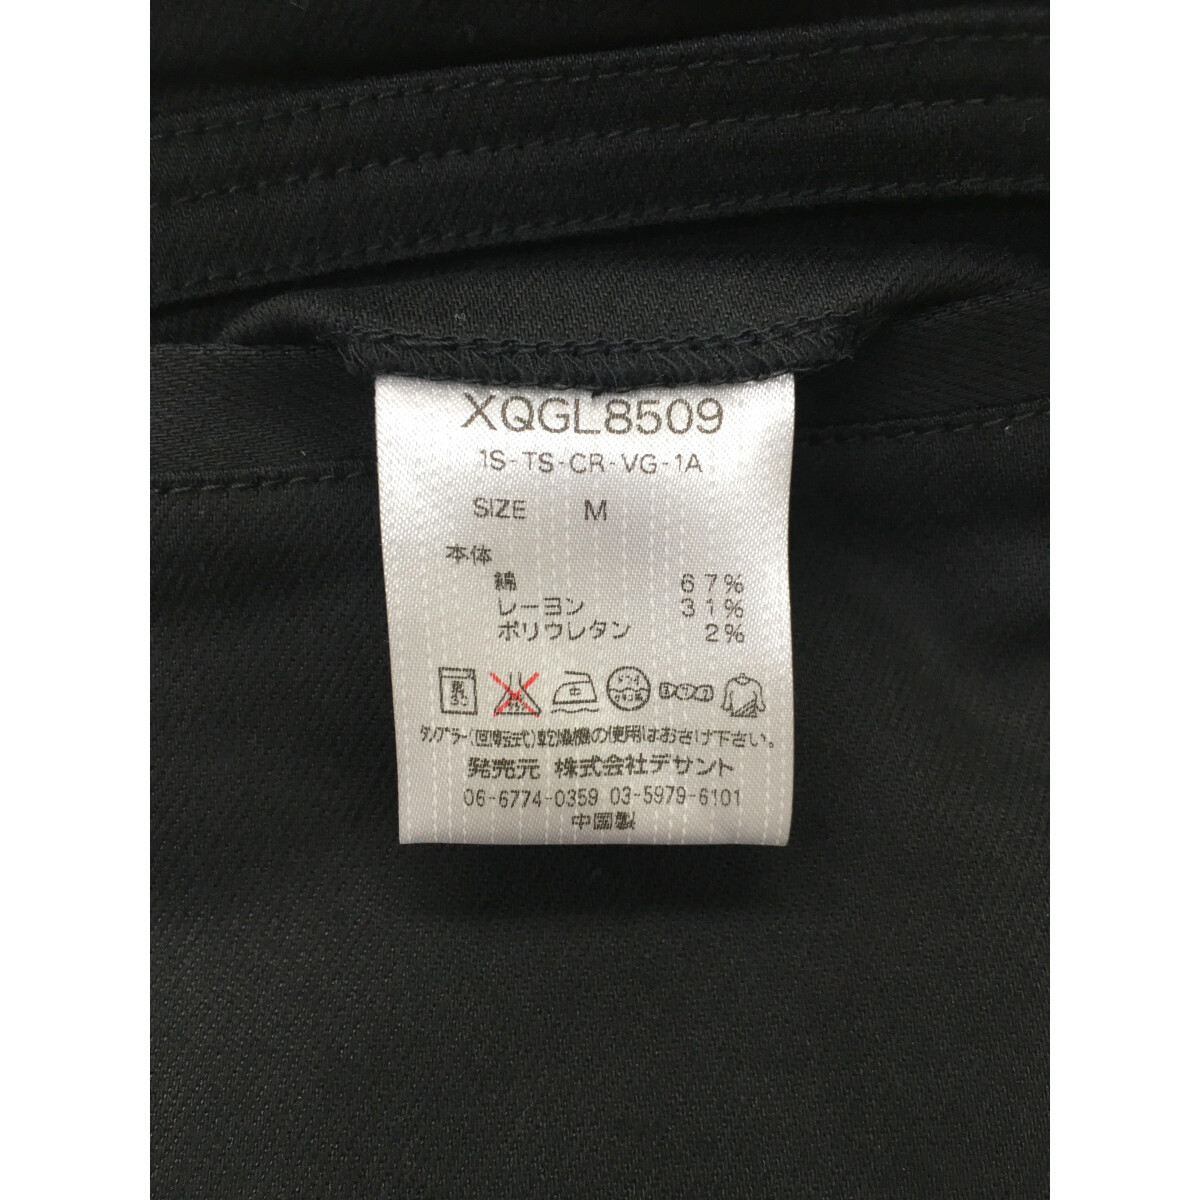 XQGL8509
1S-TS-CR-VG-1A
SIZE M
本体
綿 67%
レーヨン 31%
ポリウレタン 2%
中
タンブラー(回転式)乾燥機の使用はおさけ下さい。
発売元 株式会社デサント
06-6774-0359 03-5979-6101
中国製